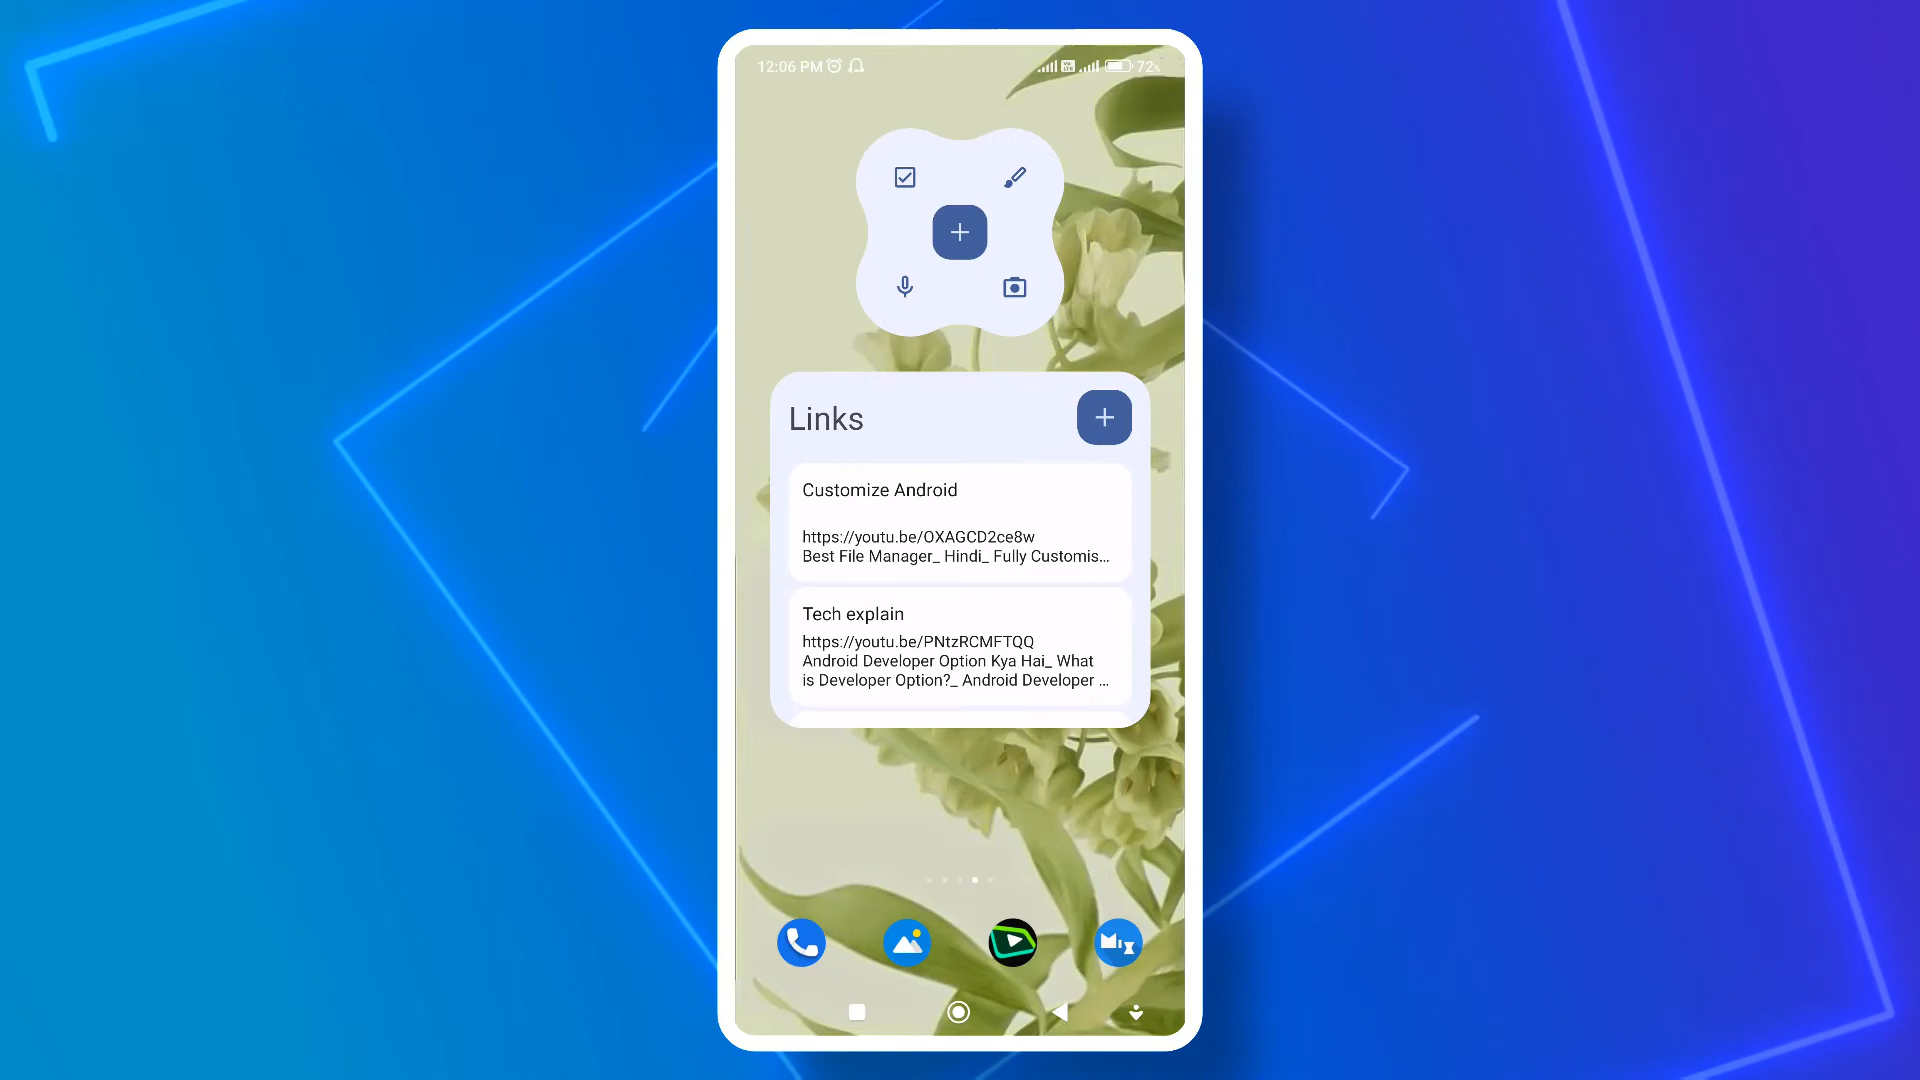 12:06 PM
72%
Links
Customize Android
https://youtu.be/OXAGCD2ce8w
Best File Manager_ Hindi_ Fully Customis...
Tech explain
https://youtu.be/PNtzRCMFTQQ
Android Developer Option Kya Hai_ What
is Developer Option?_ Android Developer ...